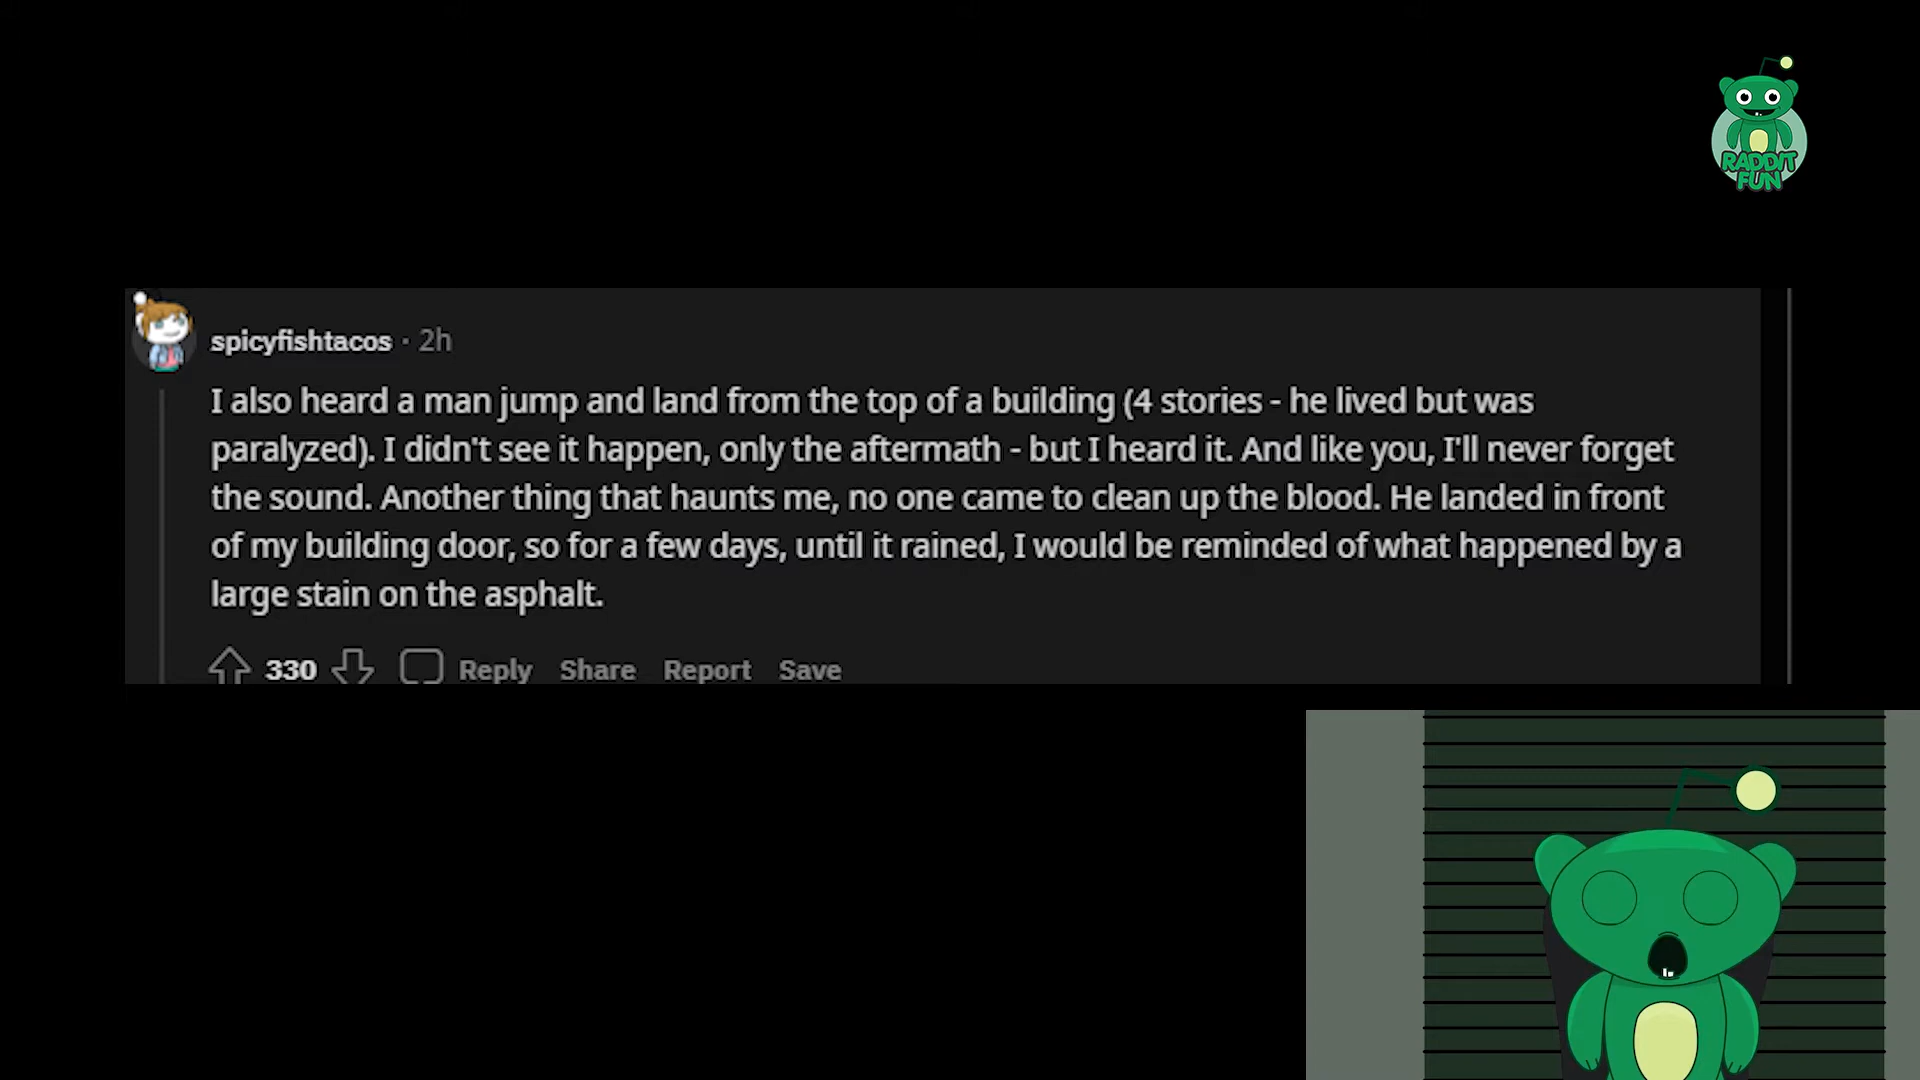 RADDIT
FUN
spicyfishtacos · 2h
I also heard a man jump and land from the top of a building (4 stories - he lived but was
paralyzed). I didn't see it happen, only the aftermath - but I heard it. And like you, I'll never forget
the sound. Another thing that haunts me, no one came to clean up the blood. He landed in front
of my building door, so for a few days, until it rained, I would be reminded of what happened by a
large stain on the asphalt.
330 Reply Share Report Save